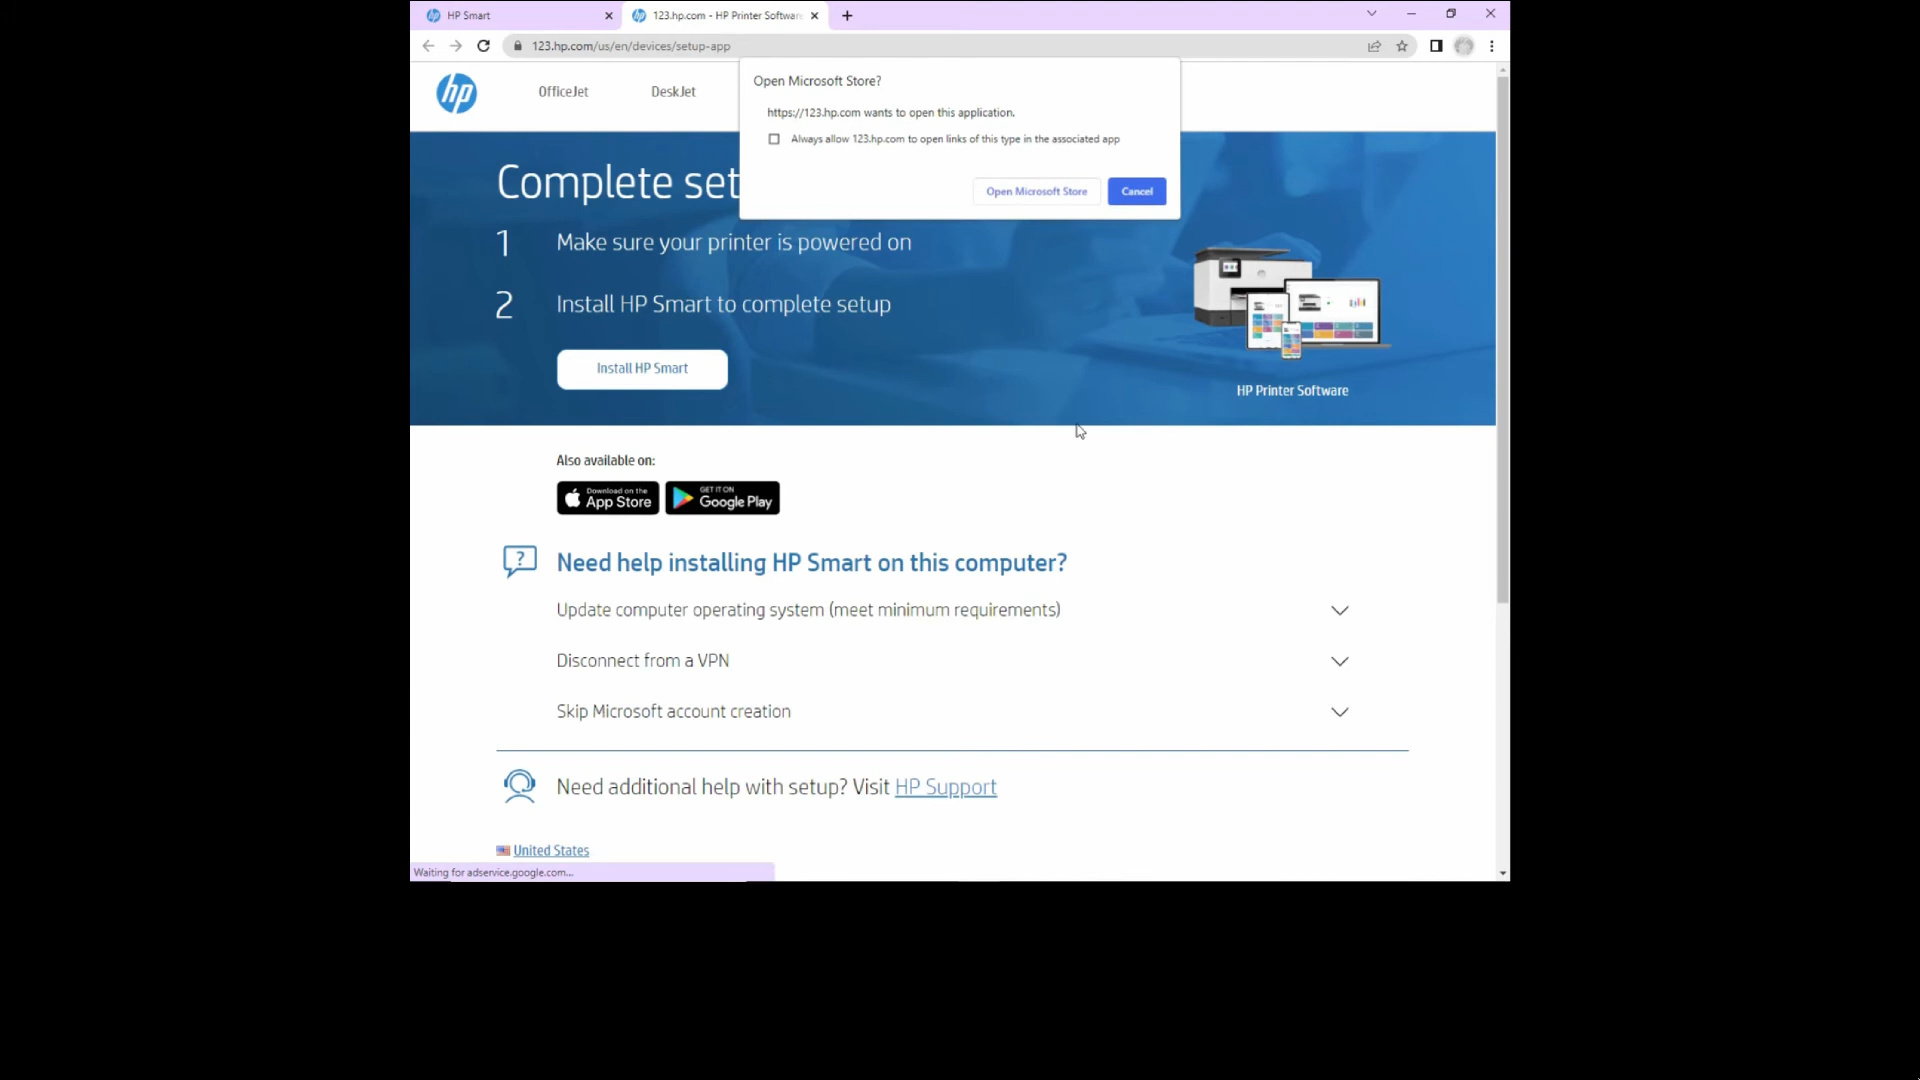 HP Smart
123.hp.com - HP Printer Softwar
123.hp.com/us/en/devices/setup-app
hp
OfficeJet
DeskJet
Open Microsoft Store?
https://123.hp.com wants to open this application.
Always allow 123.hp.com to open links of this type in the associated app
Open Microsoft Store
Cancel
Complete set
1 Make sure your printer is powered on
2 Install HP Smart to complete setup
Install HP Smart
HP Printer Software
Also available on:
Download on the
App Store
GET IT ON
Google Play
Need help installing HP Smart on this computer?
Update computer operating system (meet minimum requirements)
Disconnect from a VPN
Skip Microsoft account creation
Need additional help with setup? Visit HP Support
United States
Waiting for adservice.google.com...